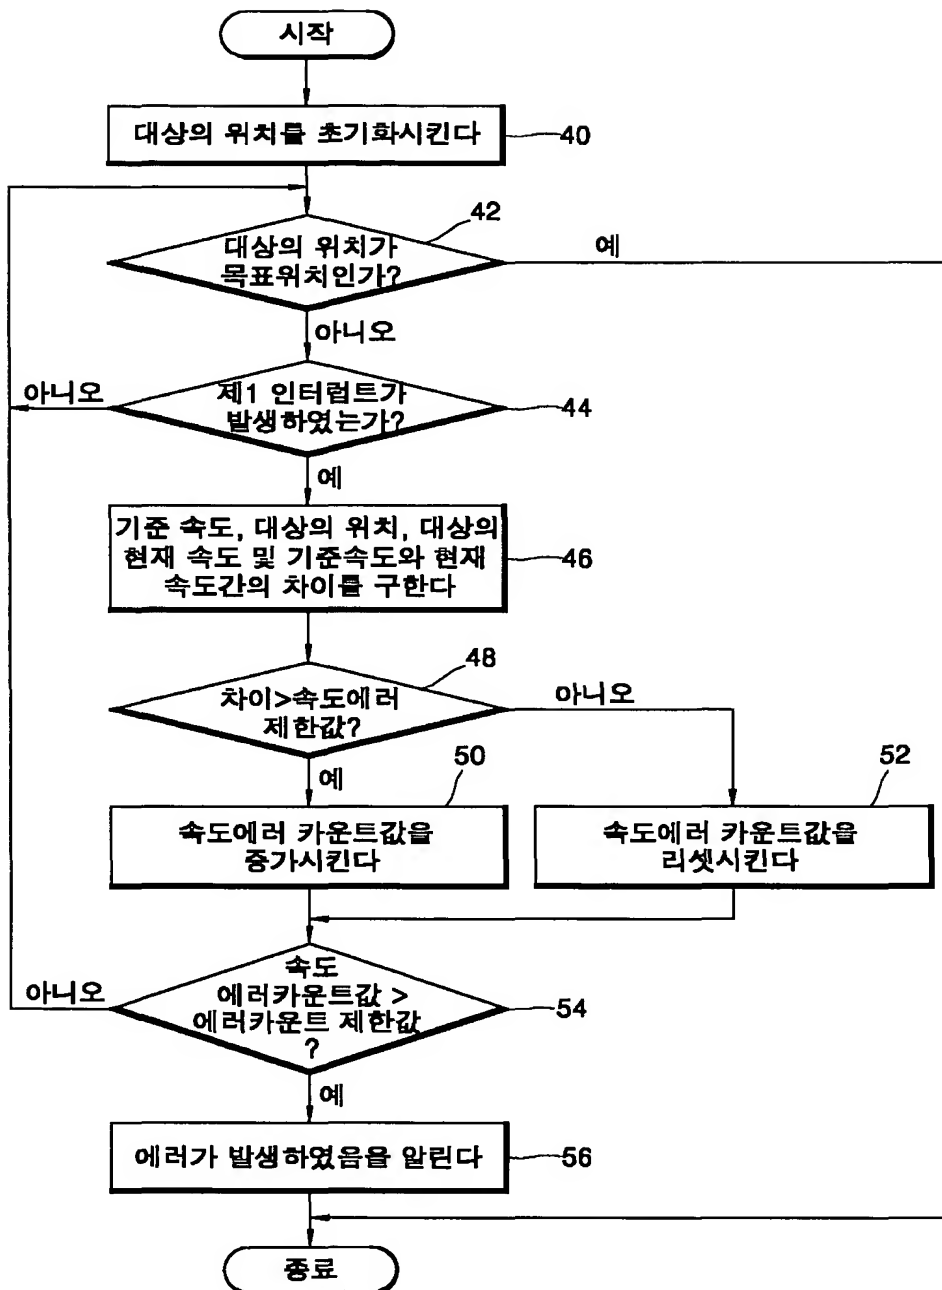 시작
대상의 위치를 초기화시킨다
40
42
대상의 위치가
목표위치인가?
예
아니오
아니오
제1 인터럽트가
발생하였는가?
44
예
기준 속도, 대상의 위치, 대상의
현재 속도 및 기준속도와 현재
속도간의 차이를 구한다
46
48
차이>속도에러
제한값?
아니오
예
50
52
속도에러 카운트값을
증가시킨다
속도에러 카운트값을
리셋시킨다
아니오
속도
에러카운트값 >
에러카운트 제한값
?
54
예
에러가 발생하였음을 알린다
56
종료